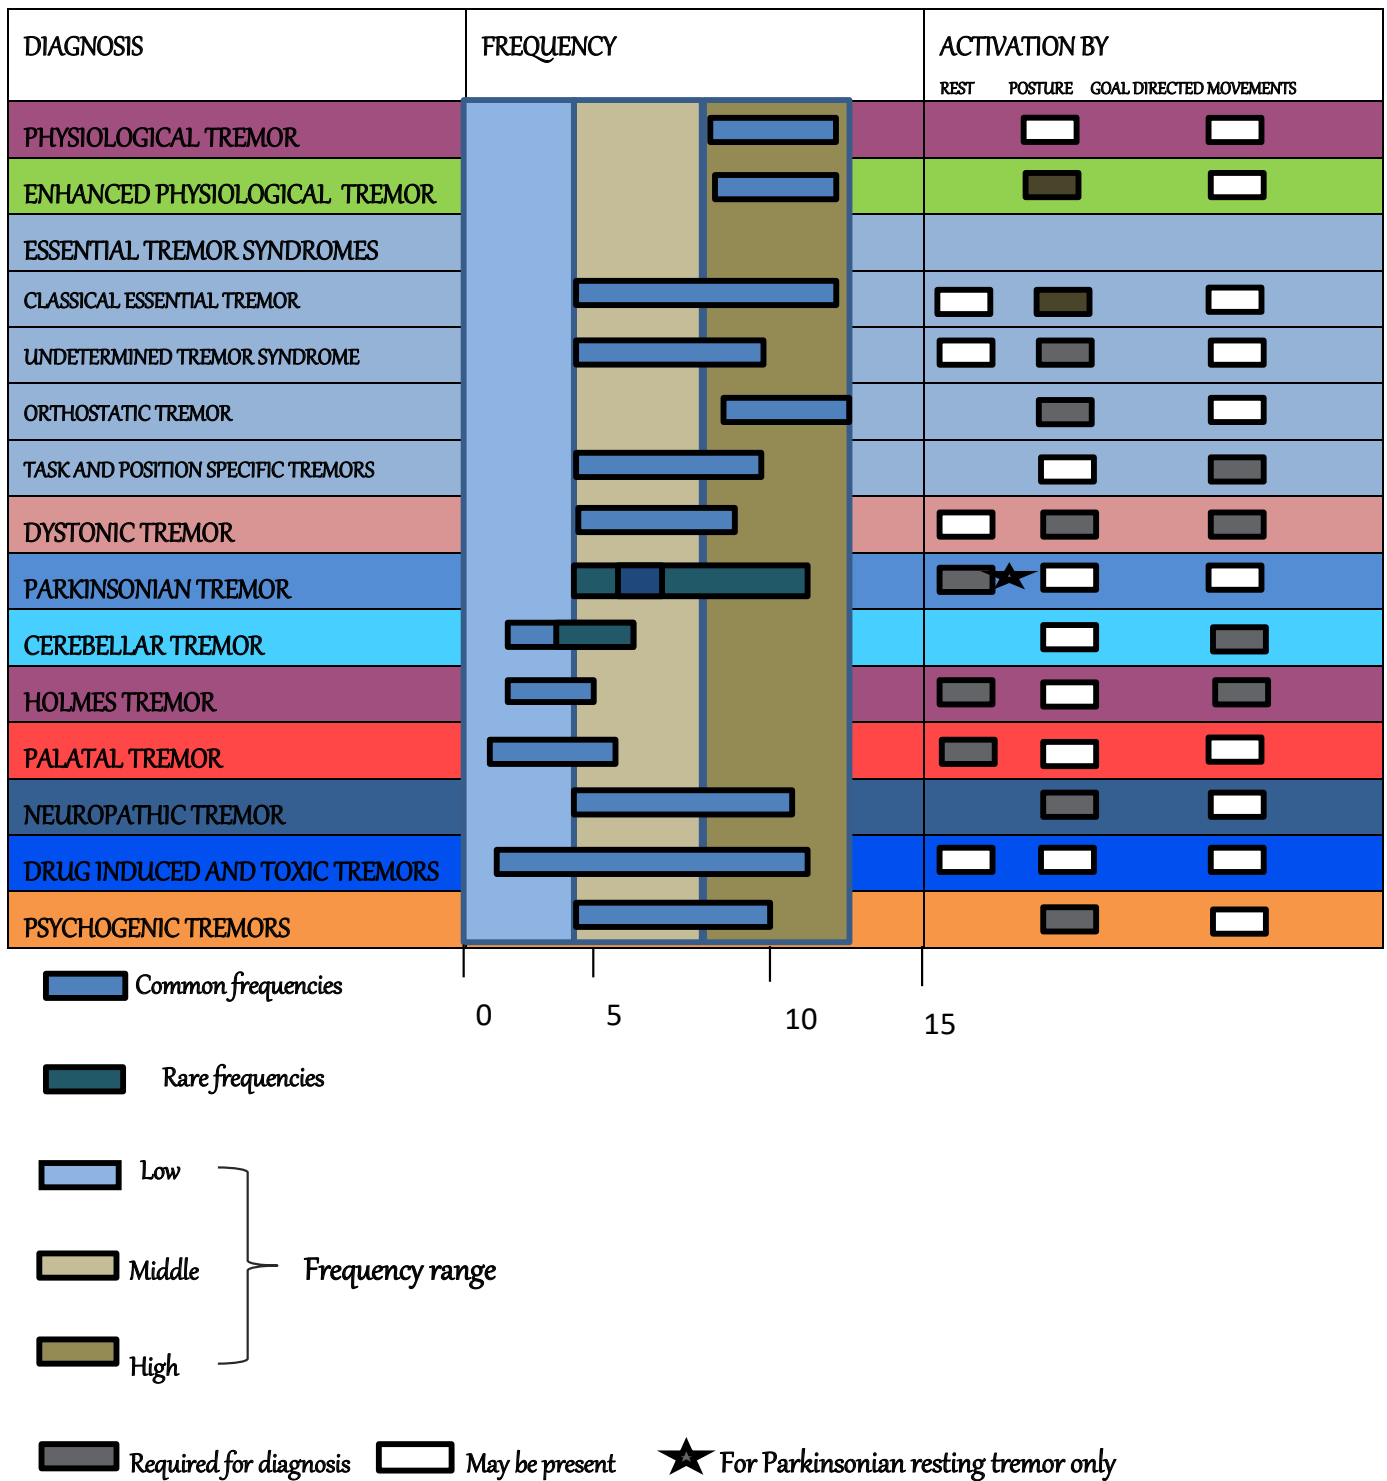 DIAGNOSIS
FREQUENCY
ACTIVATION BY
REST POSTURE GOAL DIRECTED MOVEMENTS
PHYSIOLOGICAL TREMOR
ENHANCED PHYSIOLOGICAL TREMOR
ESSENTIAL TREMOR SYNDROMES
CLASSICAL ESSENTIAL TREMOR
UNDETERMINED TREMOR SYNDROME
ORTHOSTATIC TREMOR
TASK AND POSITION SPECIFIC TREMORS
DYSTONIC TREMOR
PARKINSONIAN TREMOR
CEREBELLAR TREMOR
HOLMES TREMOR
PALATAL TREMOR
NEUROPATHIC TREMOR
DRUG INDUCED AND TOXIC TREMORS
PSYCHOGENIC TREMORS
0 5 10 15
Common frequencies
Rare frequencies
Low
Middle
Frequency range
High
Required for diagnosis
May be present
For Parkinsonian resting tremor only